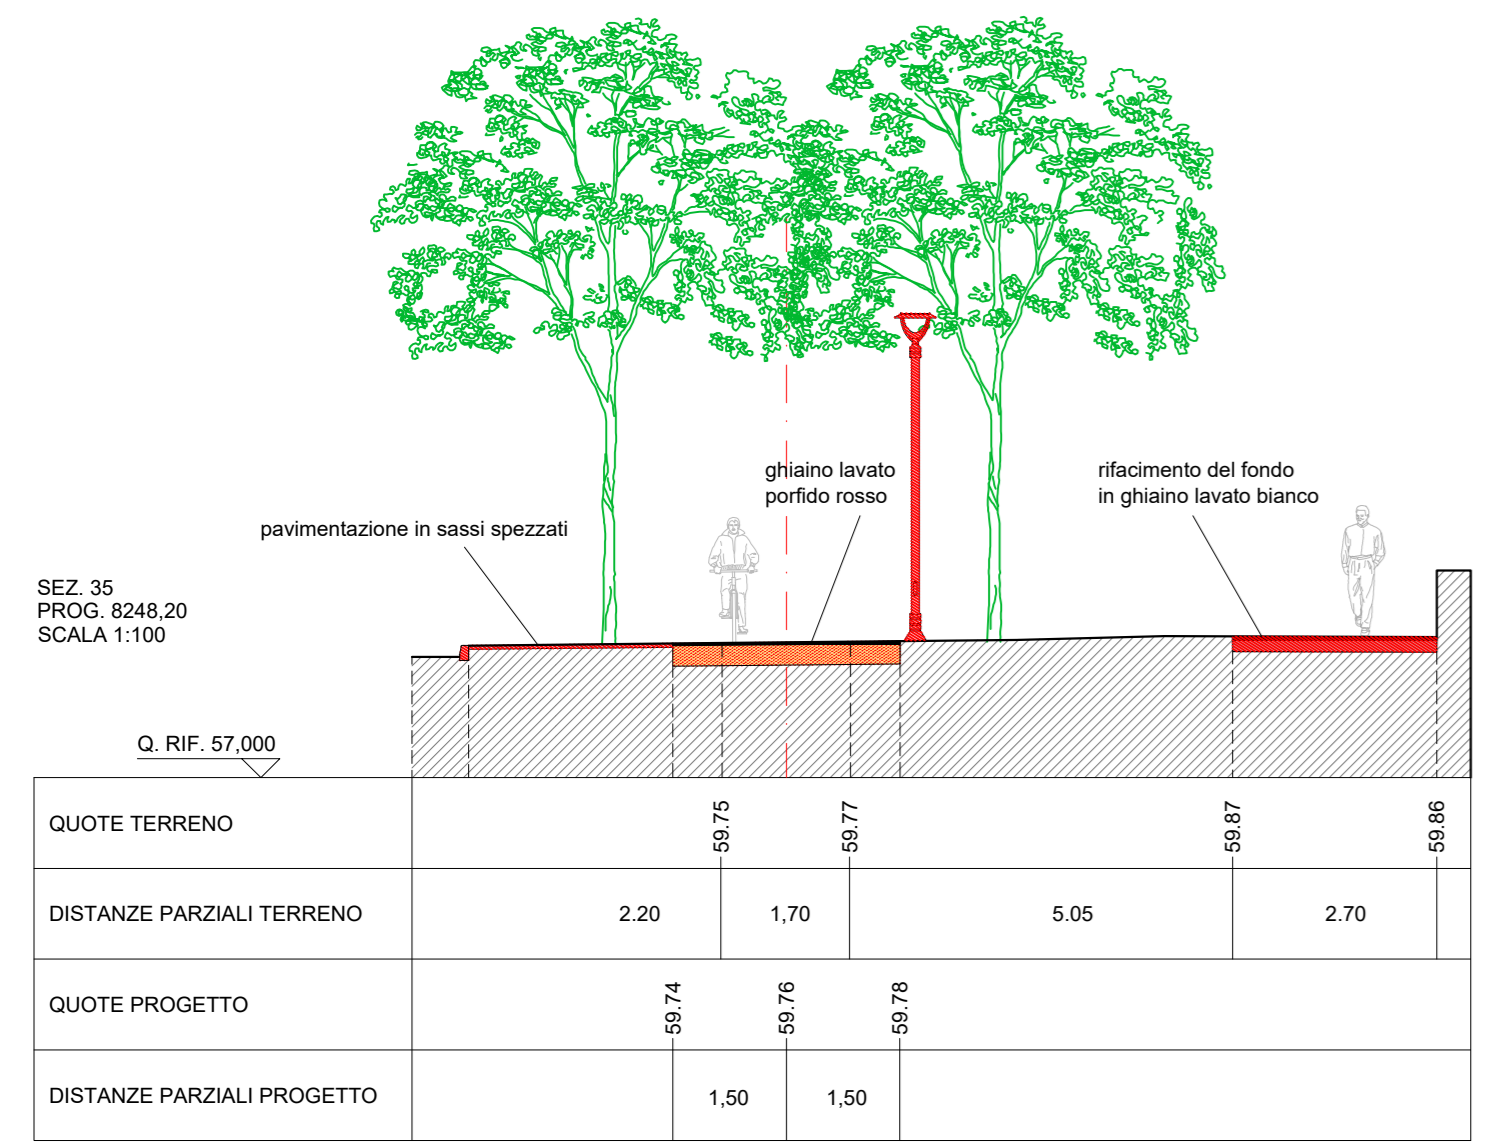 ghiaino lavato
porfido rosso
rifacimento del fondo
in ghiaino lavato bianco
pavimentazione in sassi spezzati
SEZ. 35
PROG. 8248,20
SCALA 1:100
Q. RIF. 57,000
QUOTE TERRENO 59.75 59.77 59.87 59.86
DISTANZE PARZIALI TERRENO 2.20 1,70 5.05 2.70
QUOTE PROGETTO 59.74 59.76 59.78
DISTANZE PARZIALI PROGETTO 1,50 1,50